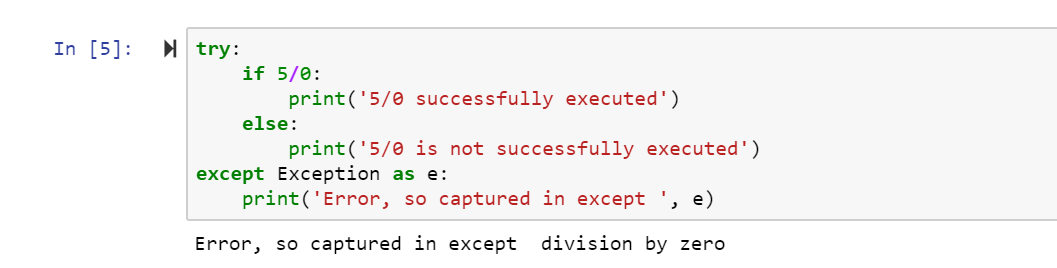 In [5]:
try:
    if 5/0:
        print('5/0 successfully executed')
    else:
        print('5/0 is not successfully executed')
except Exception as e:
    print('Error, so captured in except ', e)
Error, so captured in except  division by zero